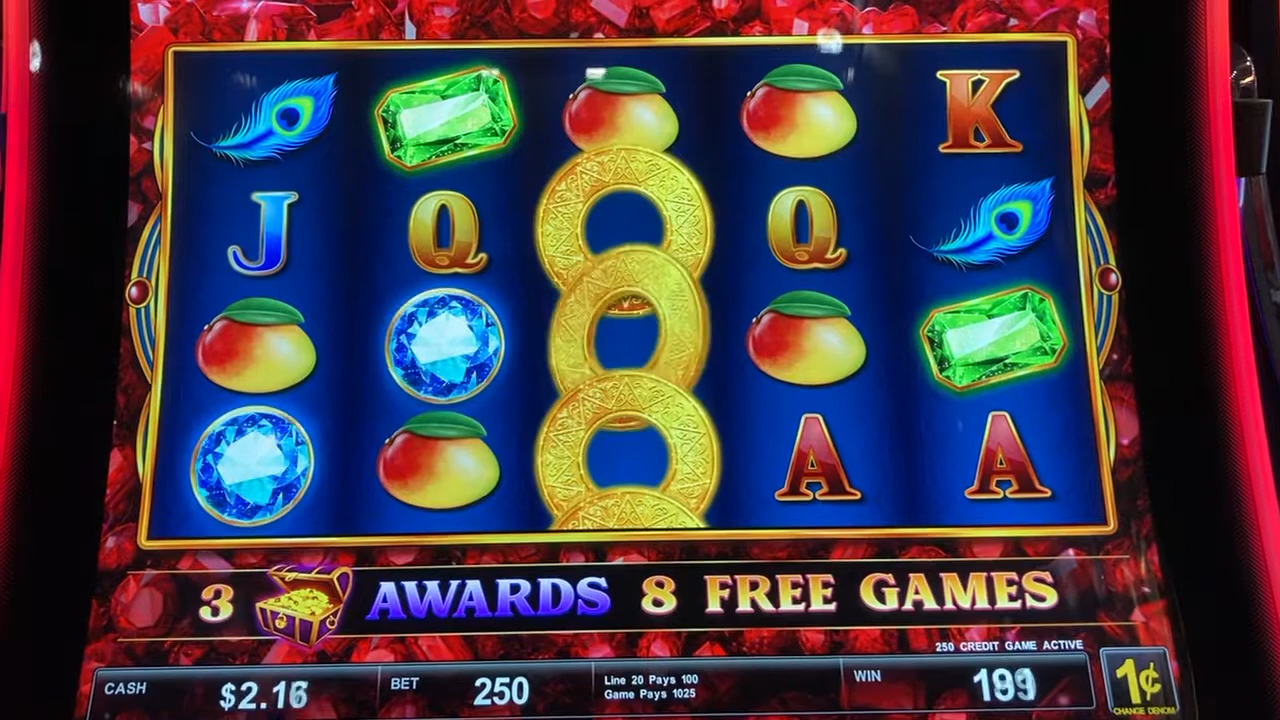 K
J Q Q
A A
3 AWARDS 8 FREE GAMES
250 CREDIT GAME ACTIVE
CASH $2.16 BET 250 Line 20 Pays 100 WIN 199 1¢
Game Pays 1025
CHANGE DENOM